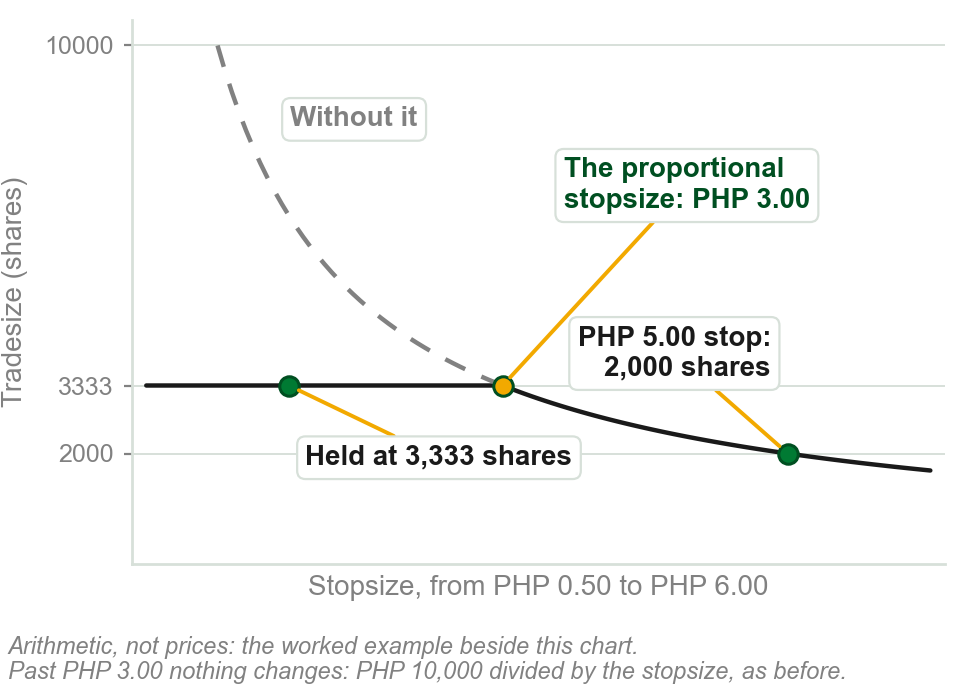 10000
Without it
The proportional
stopsize: PHP 3.00
PHP 5.00 stop:
2,000 shares
3333
Held at 3,333 shares
2000
Tradesize (shares)
Stopsize, from PHP 0.50 to PHP 6.00
Arithmetic, not prices: the worked example beside this chart.
Past PHP 3.00 nothing changes: PHP 10,000 divided by the stopsize, as before.